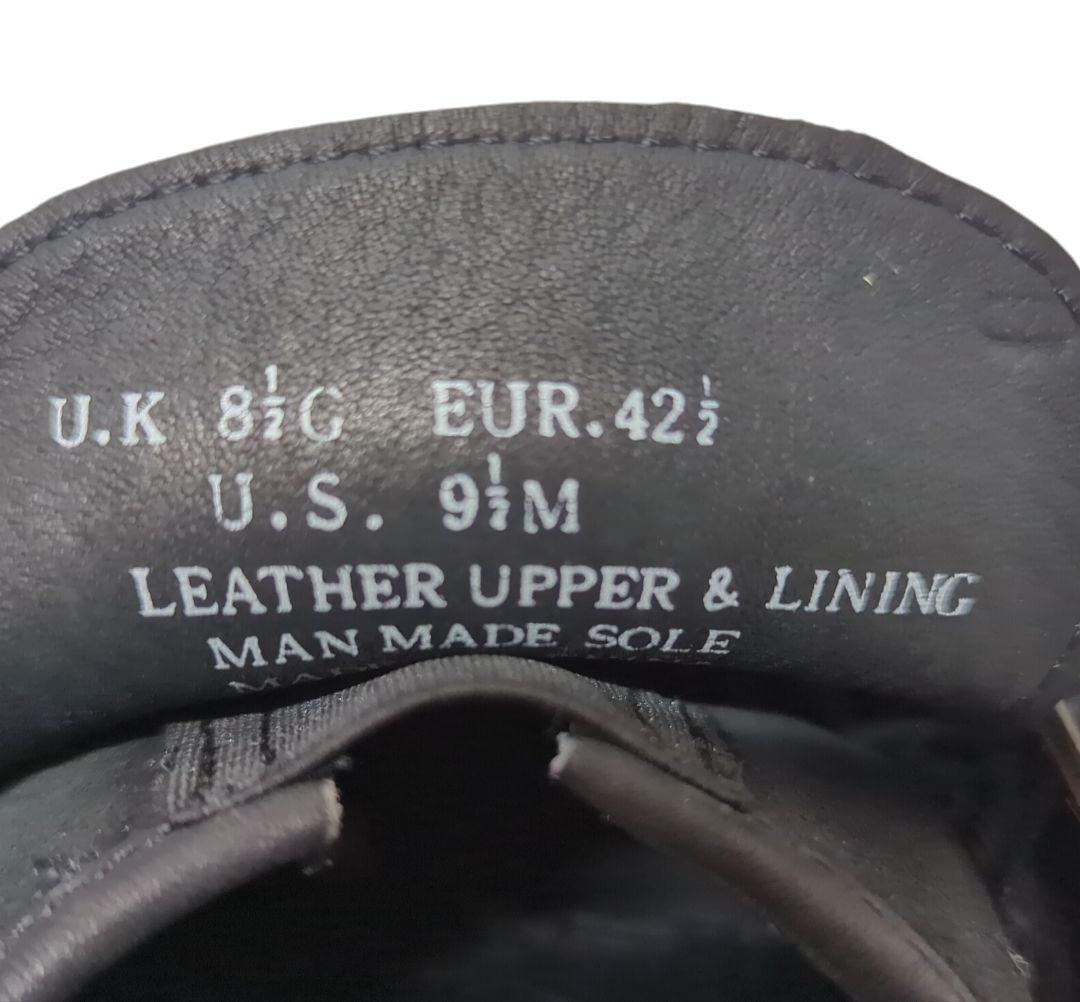 U.K 8½G EUR.42½
U.S. 9½M
LEATHER UPPER & LINING
MAN MADE SOLE